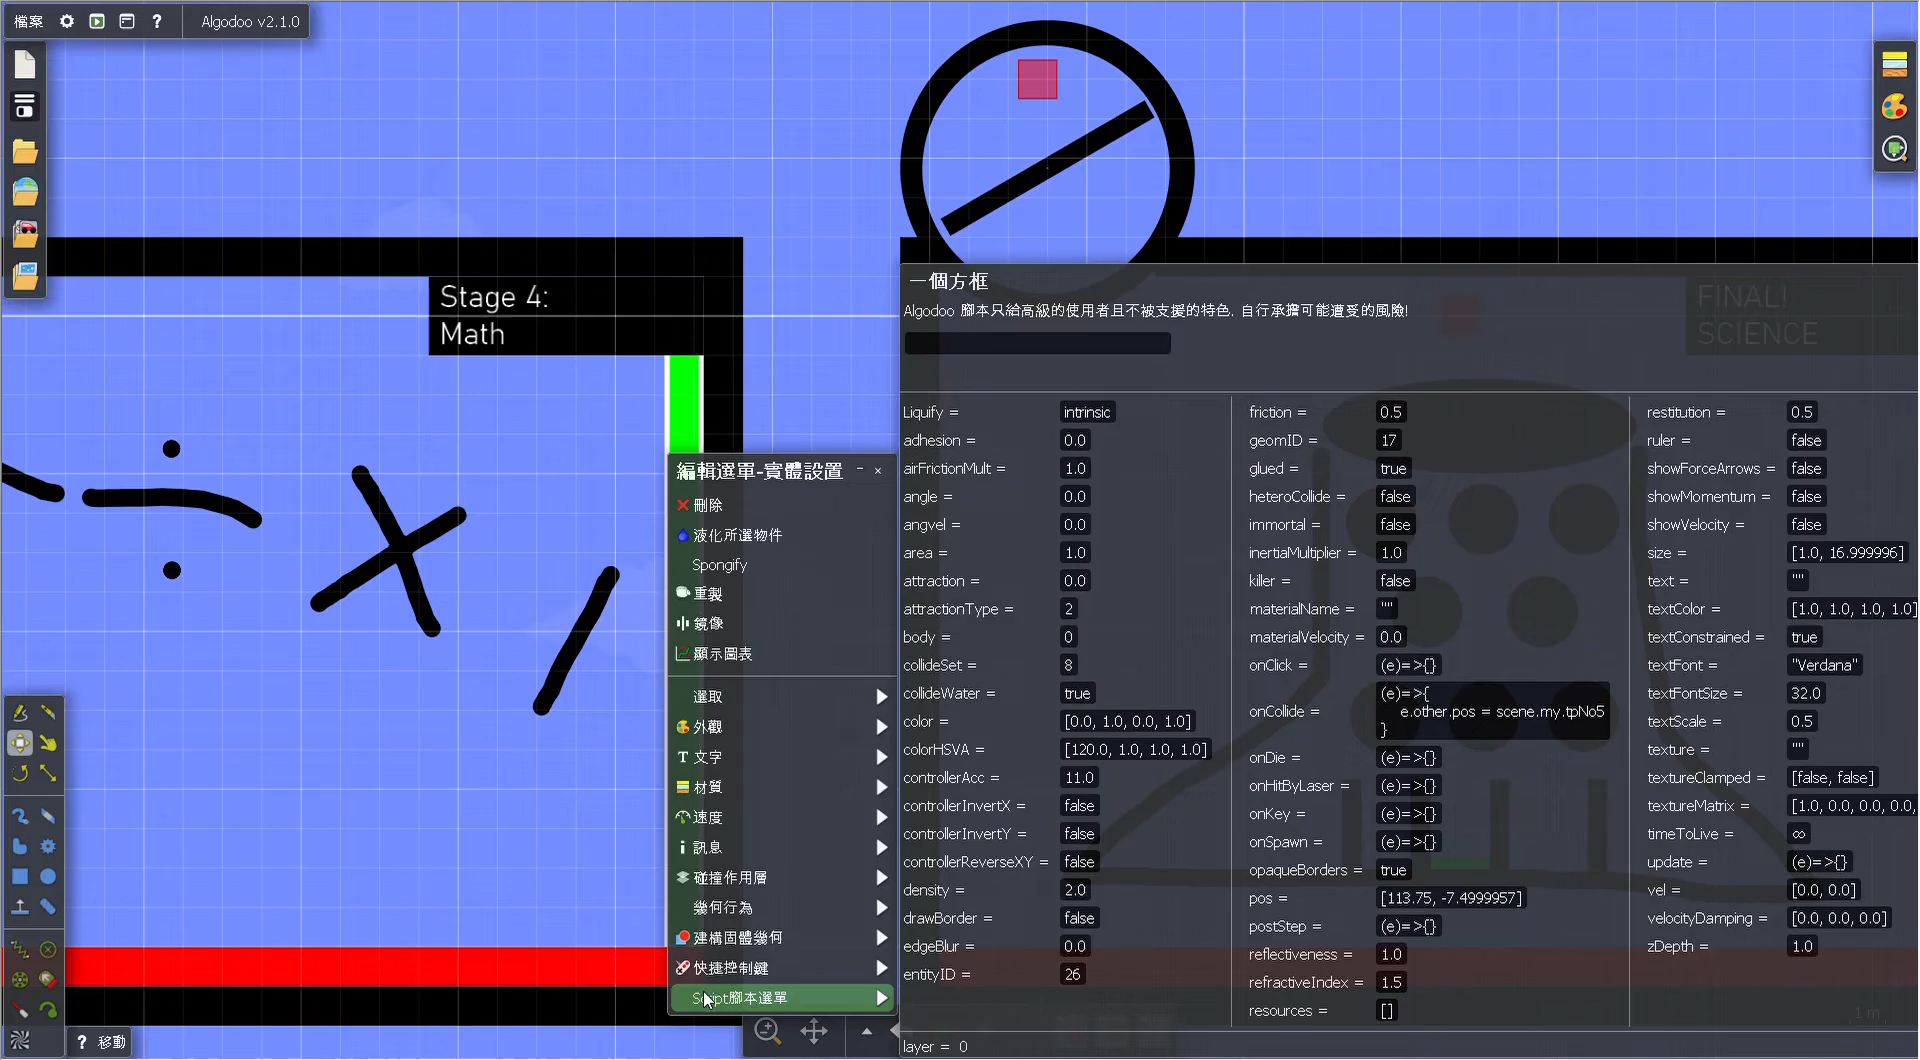 檔案
?
Algodoo v2.1.0
Stage 4:
Math
FINAL!
SCIENCE
一個方框
Algodoo 腳本只給高級的使用者且不被支援的特色. 自行承擔可能遭受的風險!
編輯選單-實體設置
刪除
液化所選物件
Spongify
重製
鏡像
顯示圖表
選取
外觀
文字
材質
速度
訊息
碰撞作用層
幾何行為
建構固體幾何
快捷控制鍵
Script腳本選單
Liquify = intrinsic
adhesion = 0.0
airFrictionMult = 1.0
angle = 0.0
angvel = 0.0
area = 1.0
attraction = 0.0
attractionType = 2
body = 0
collideSet = 8
collideWater = true
color = [0.0, 1.0, 0.0, 1.0]
colorHSVA = [120.0, 1.0, 1.0, 1.0]
controllerAcc = 11.0
controllerInvertX = false
controllerInvertY = false
controllerReverseXY = false
density = 2.0
drawBorder = false
edgeBlur = 0.0
entityID = 26
friction = 0.5
geomID = 17
glued = true
heteroCollide = false
immortal = false
inertiaMultiplier = 1.0
killer = false
materialName = ""
materialVelocity = 0.0
onClick = (e)=>{}
onCollide = (e)=>{
e.other.pos = scene.my.tpNo5
}
onDie = (e)=>{}
onHitByLaser = (e)=>{}
onKey = (e)=>{}
onSpawn = (e)=>{}
opaqueBorders = true
pos = [113.75, -7.4999957]
postStep = (e)=>{}
reflectiveness = 1.0
refractiveIndex = 1.5
resources = []
restitution = 0.5
ruler = false
showForceArrows = false
showMomentum = false
showVelocity = false
size = [1.0, 16.999996]
text = ""
textColor = [1.0, 1.0, 1.0, 1.0]
textConstrained = true
textFont = "Verdana"
textFontSize = 32.0
textScale = 0.5
texture = ""
textureClamped = [false, false]
textureMatrix = [1.0, 0.0, 0.0, 0.0,
timeToLive = ∞
update = (e)=>{}
vel = [0.0, 0.0]
velocityDamping = [0.0, 0.0, 0.0]
zDepth = 1.0
layer = 0
1 m
? 移動